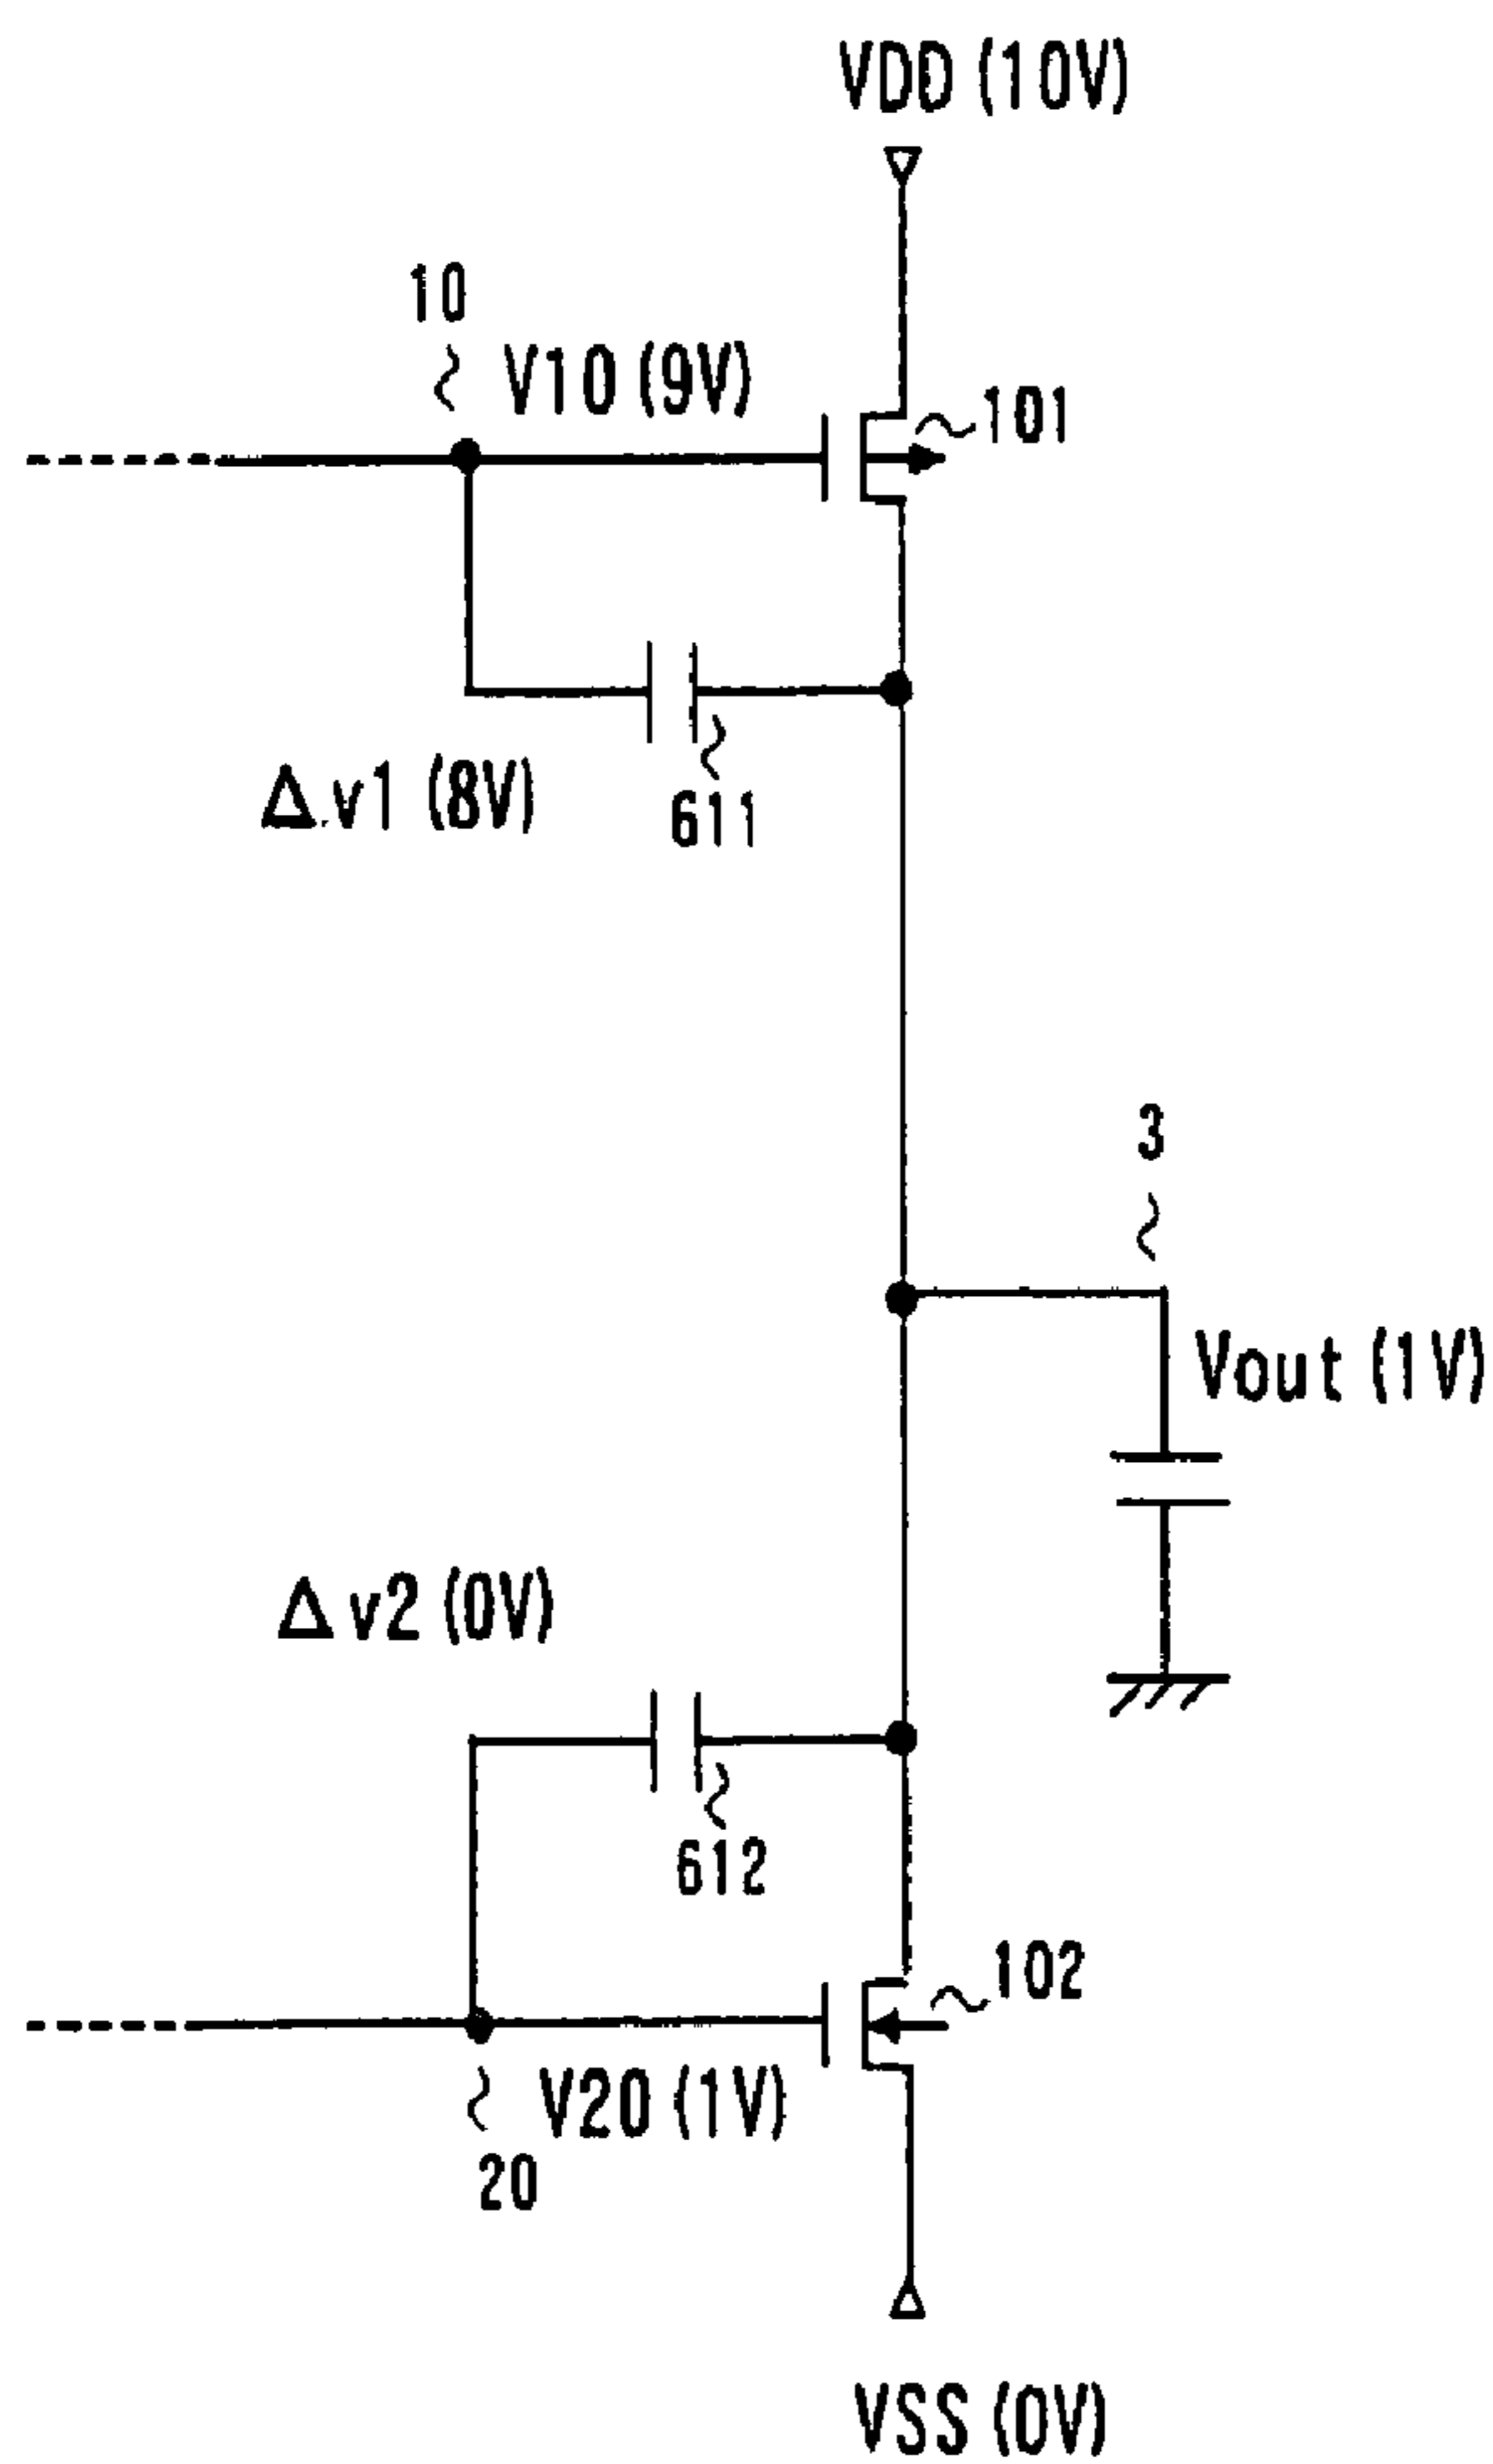 VDD (10V)
10
V10 (9V)
101
Δv1 (8V)
611
3
Vout (1V)
Δv2 (0V)
612
102
V20 (1V)
20
VSS (0V)